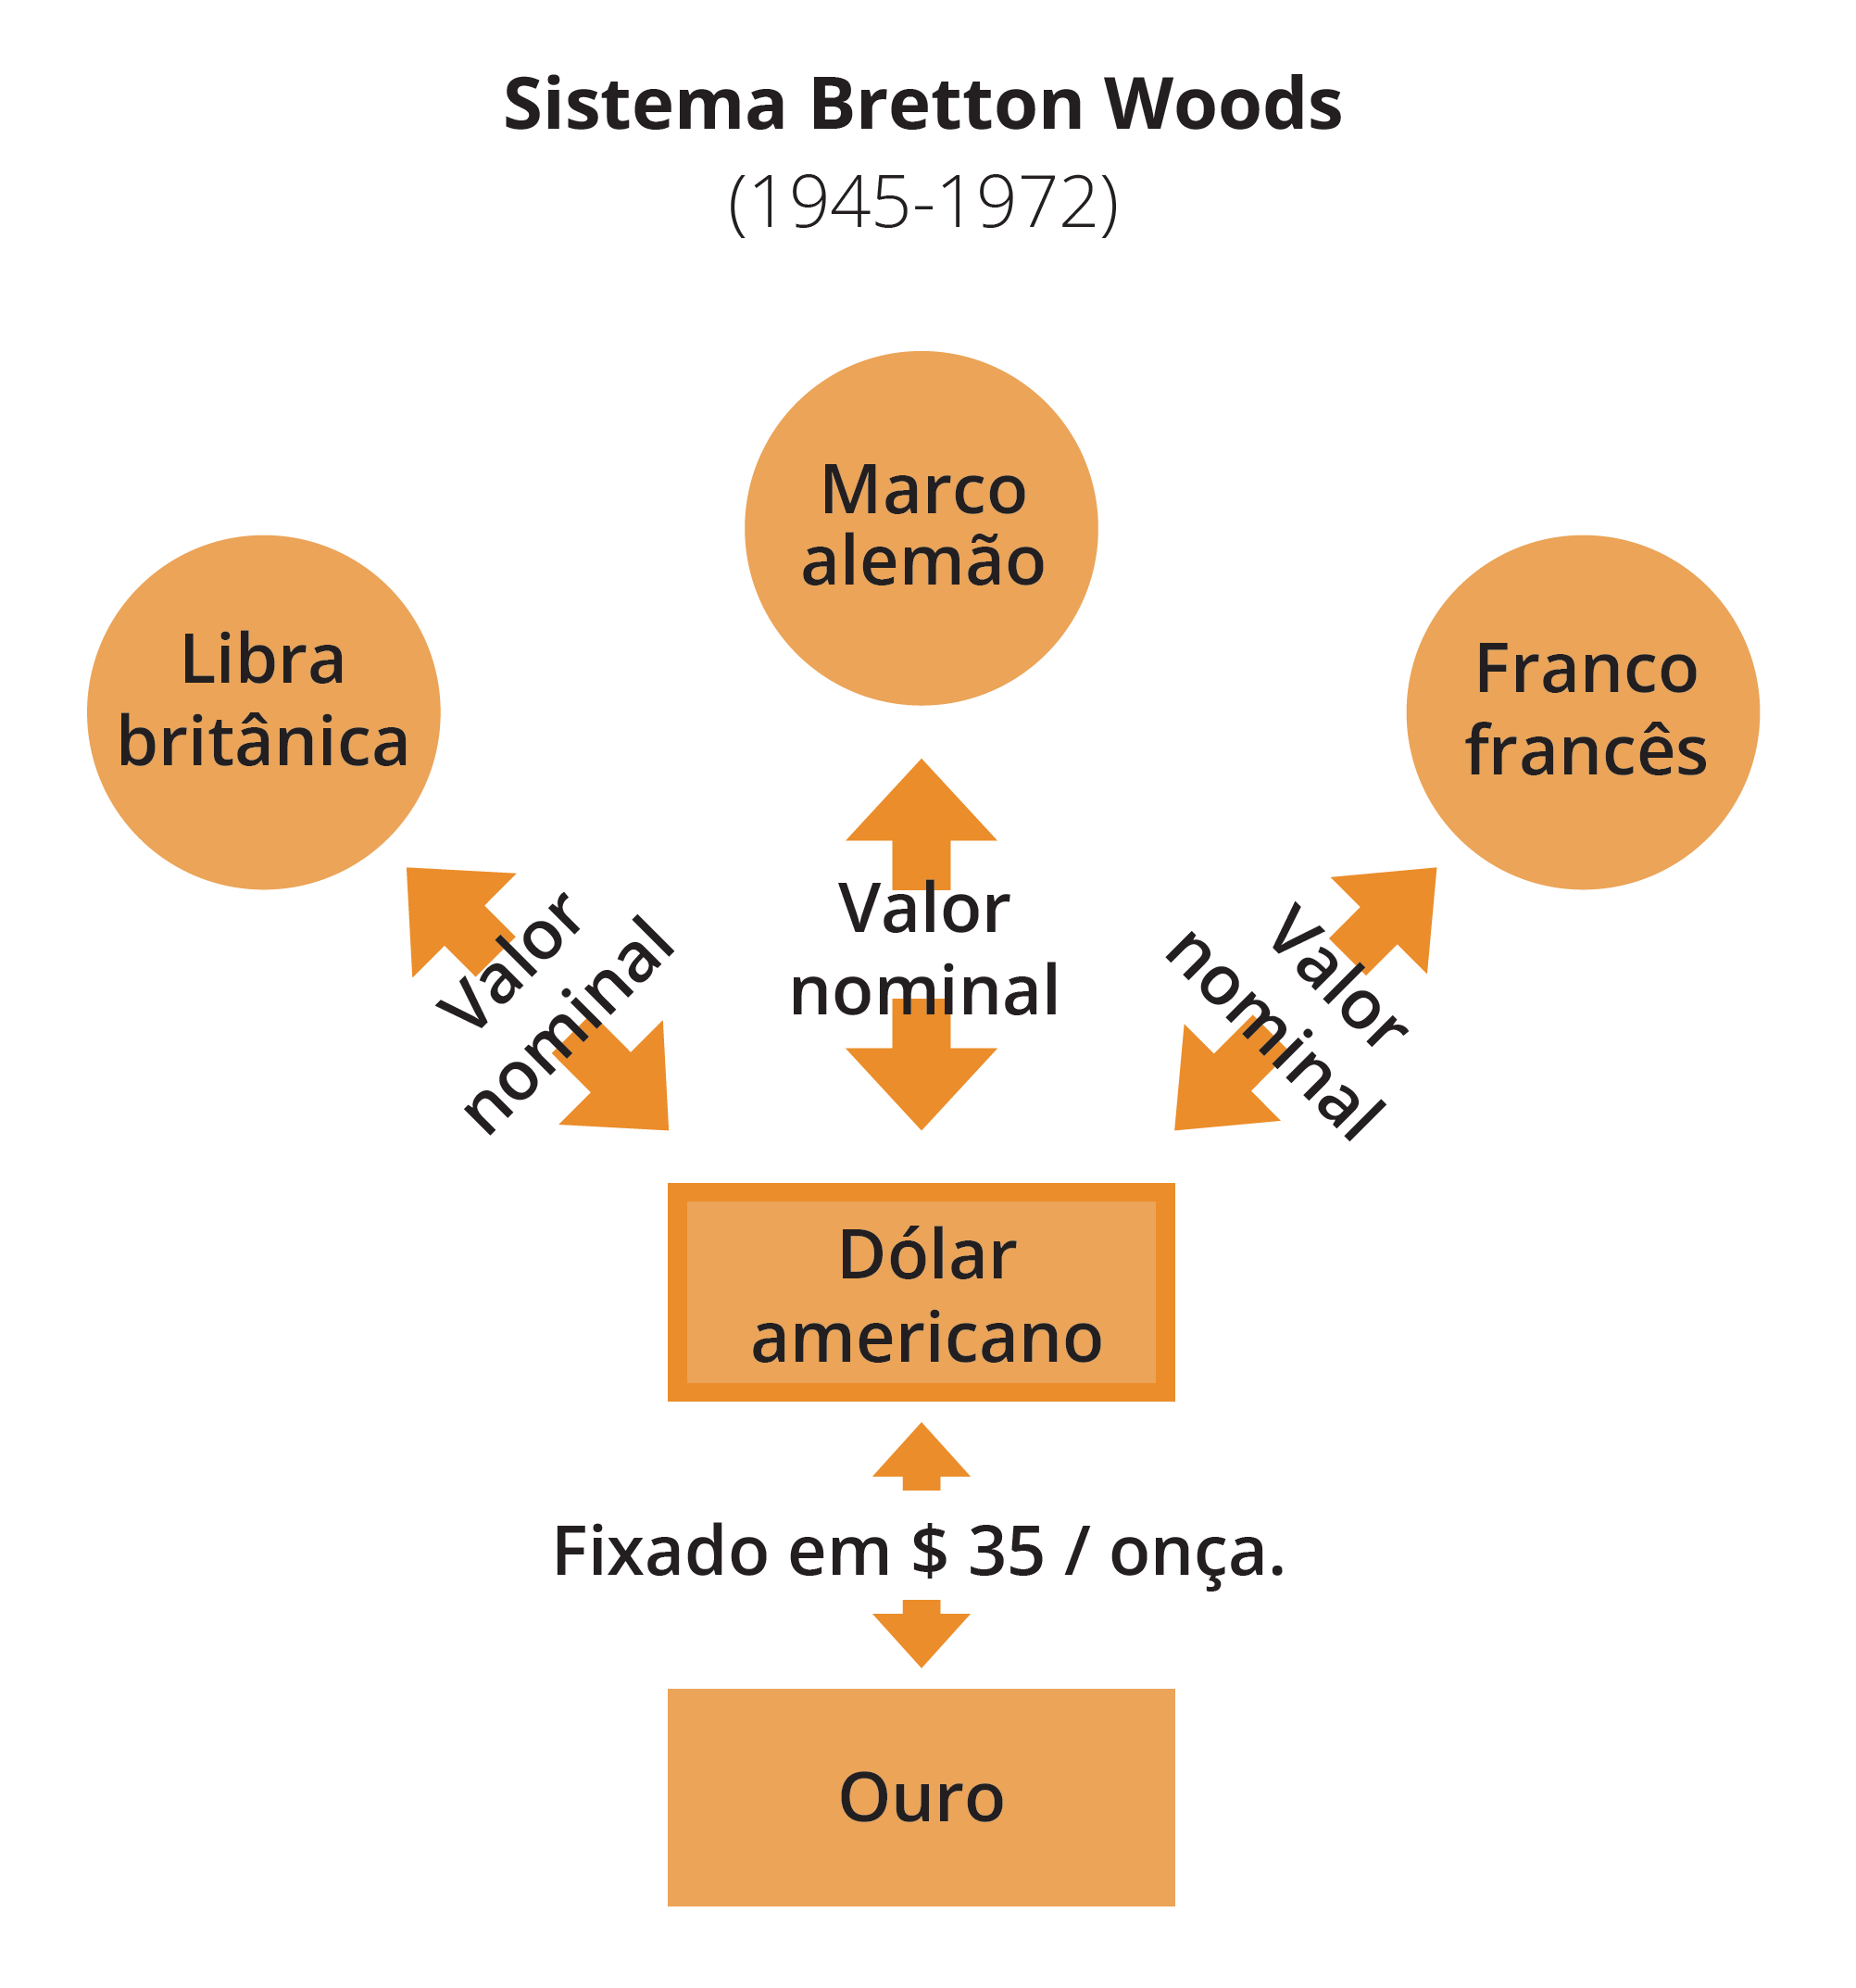 Sistema Bretton Woods
(1945-1972)
Marco
alemão
Libra
britânica
Franco
francês
Valor
nominal
Valor
nominal
Valor
nominal
Dólar
americano
Fixado em $ 35 / onça.
Ouro